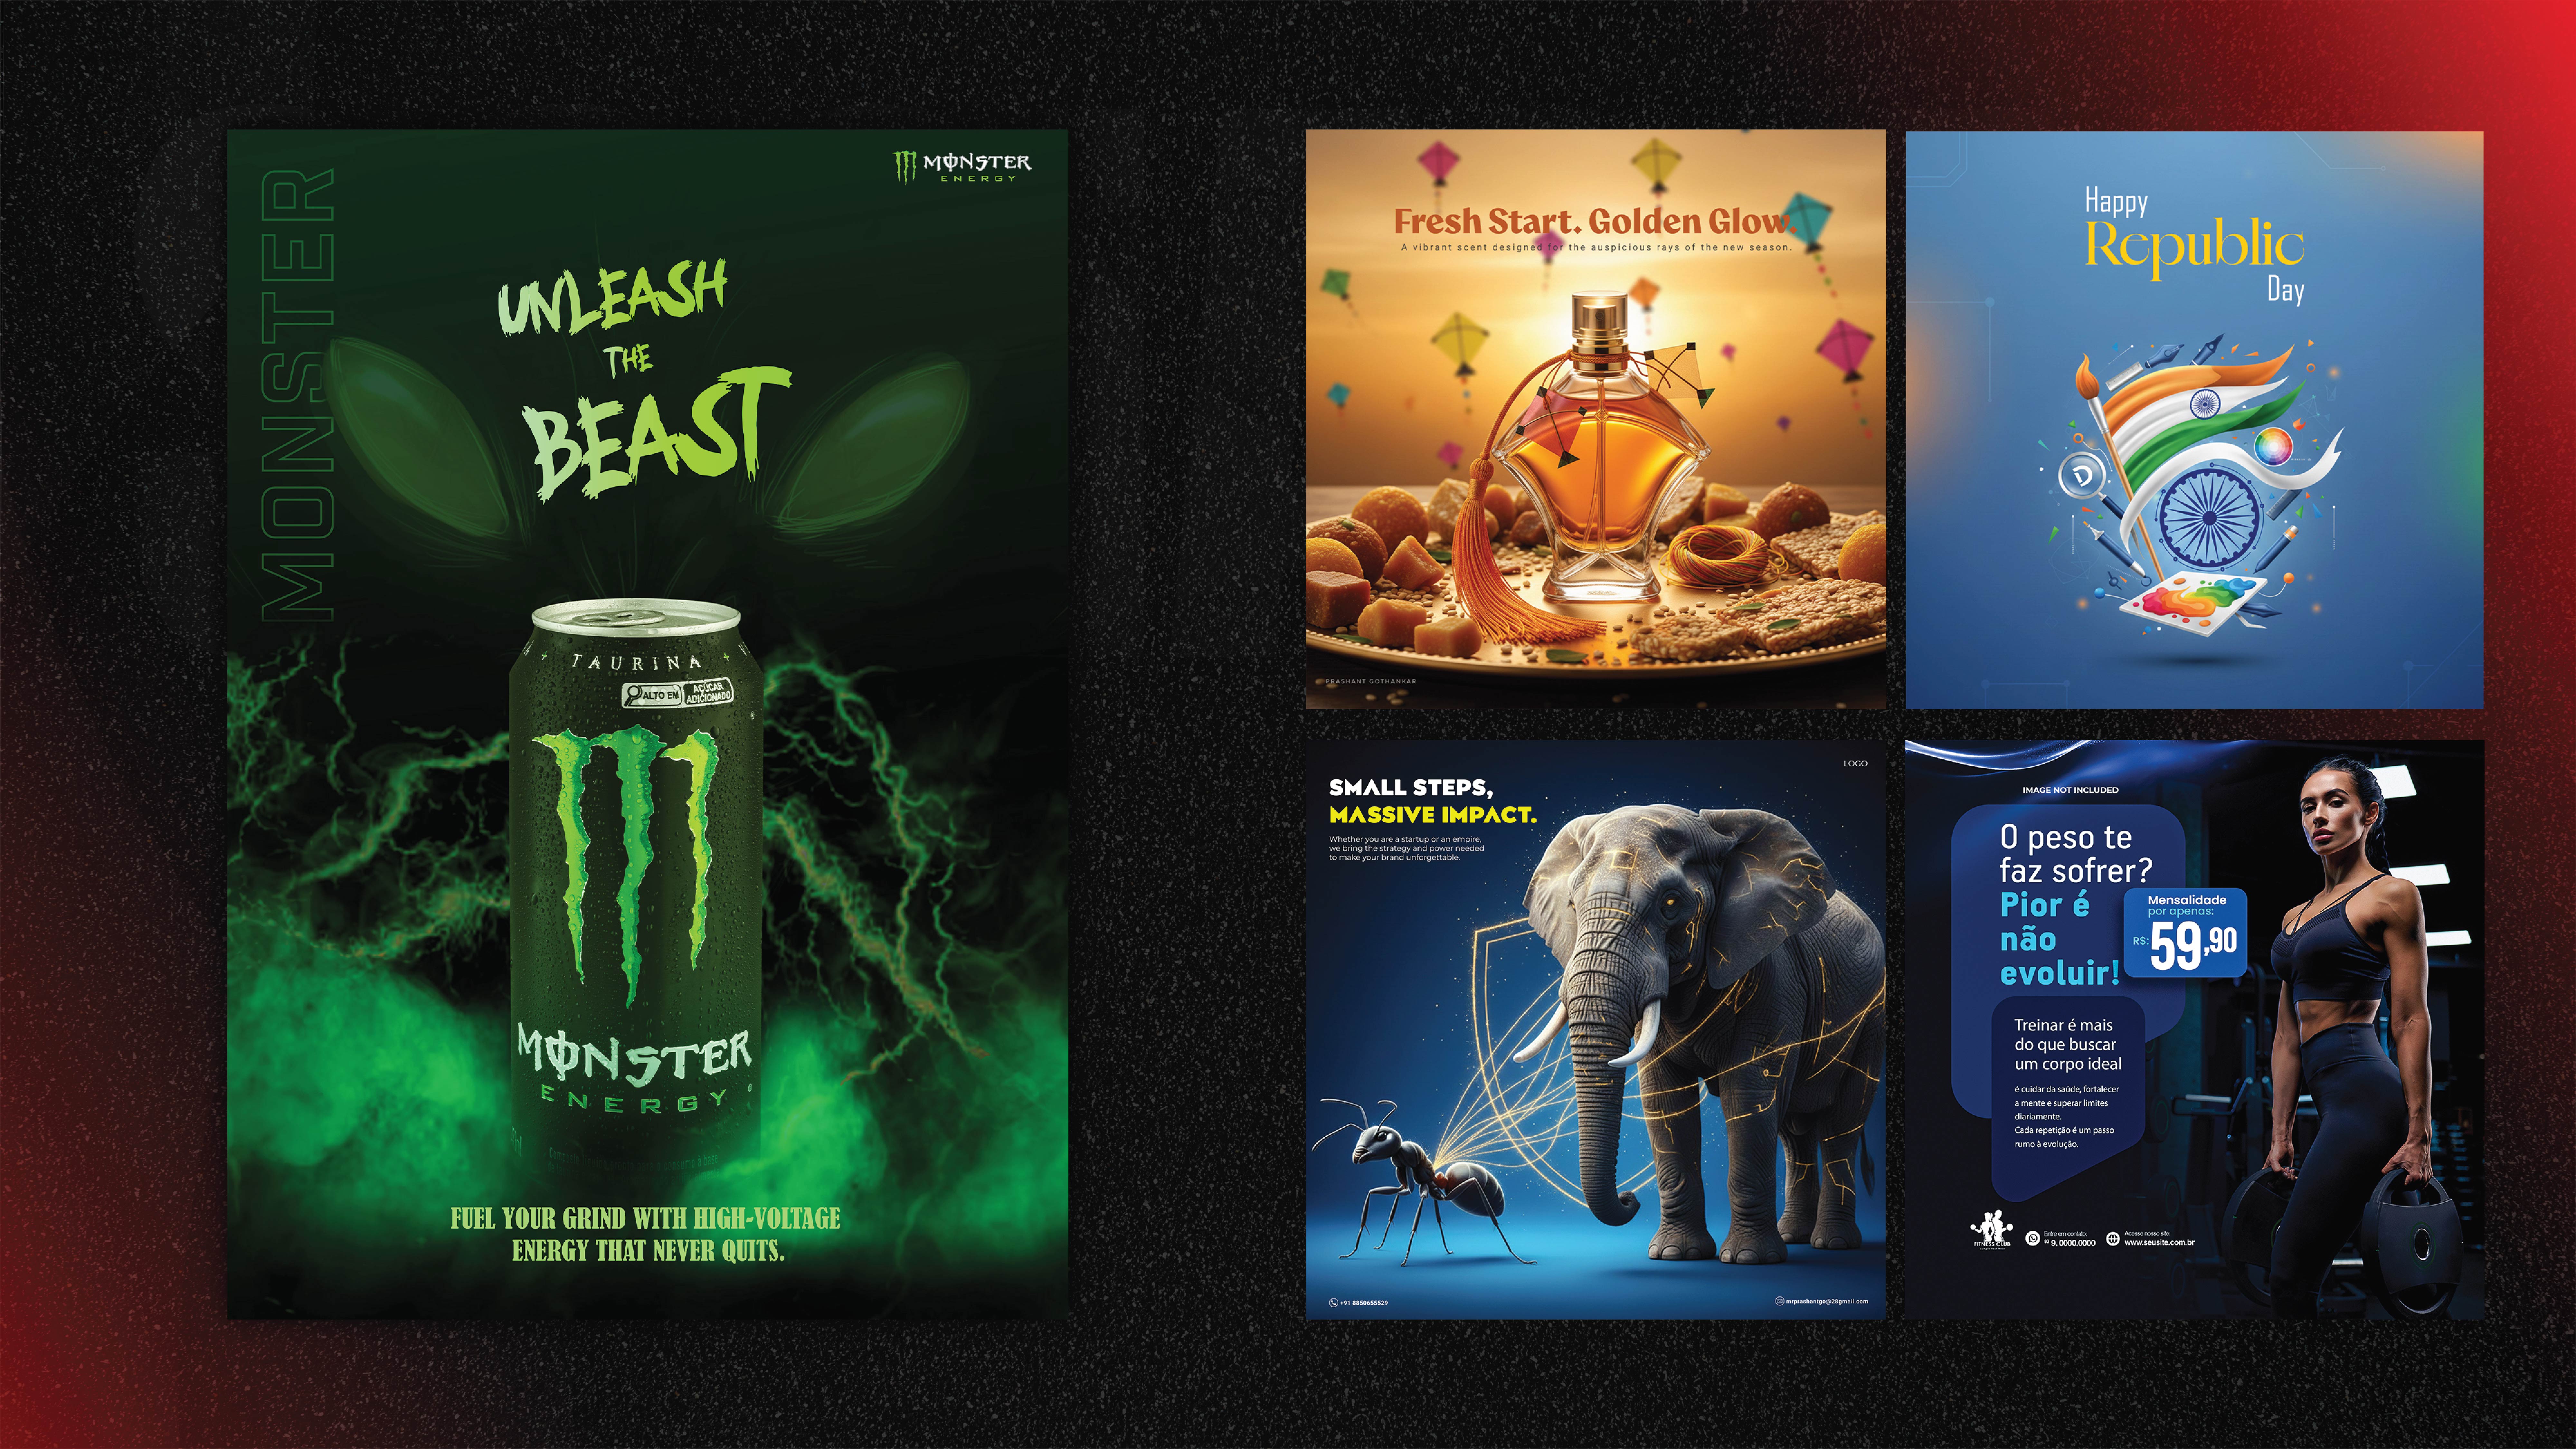 MONSTER
MONSTER
ENERGY
UNLEASH
THE
BEAST
TAURINA
ALTO EM
AÇÚCAR
ADICIONADO
MONSTER
ENERGY
FUEL YOUR GRIND WITH HIGH-VOLTAGE
ENERGY THAT NEVER QUITS.
Fresh Start. Golden Glow.
A vibrant scent designed for the auspicious rays of the new season.
PRASHANT GOTHANKAR
Happy
Republic
Day
D
SMALL STEPS,
MASSIVE IMPACT.
Whether you are a startup or an empire,
we bring the strategy and power needed
to make your brand unforgettable.
LOGO
+91 8850655529
mrprashantgo@28gmail.com
IMAGE NOT INCLUDED
O peso te
faz sofrer?
Pior é
não
evoluir!
Mensalidade
por apenas:
R$: 59,90
Treinar é mais
do que buscar
um corpo ideal
é cuidar da saúde, fortalecer
a mente e superar limites
diariamente.
Cada repetição é um passo
rumo à evolução.
FITNESS CLUB
Entre em contato:
9. 0000.0000
Acesse nosso site:
www.seusite.com.br